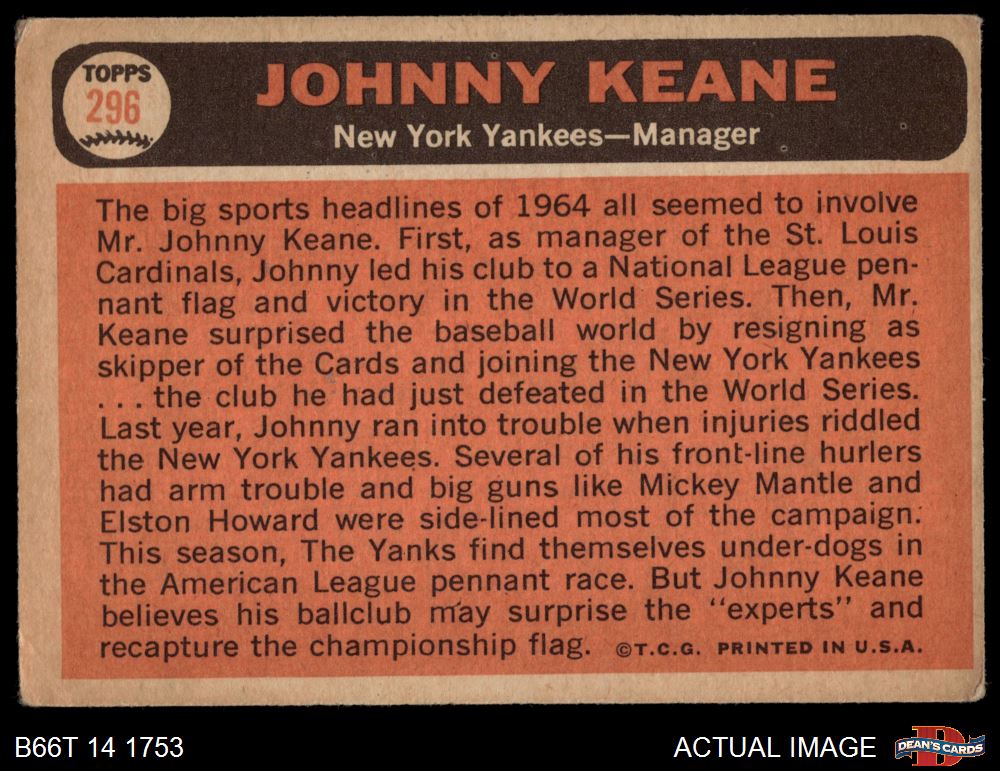 TOPPS
296
JOHNNY KEANE
New York Yankees—Manager
The big sports headlines of 1964 all seemed to involve
Mr. Johnny Keane. First, as manager of the St. Louis
Cardinals, Johnny led his club to a National League pen-
nant flag and victory in the World Series. Then, Mr.
Keane surprised the baseball world by resigning as
skipper of the Cards and joining the New York Yankees
. . . the club he had just defeated in the World Series.
Last year, Johnny ran into trouble when injuries riddled
the New York Yankees. Several of his front-line hurlers
had arm trouble and big guns like Mickey Mantle and
Elston Howard were side-lined most of the campaign.
This season, The Yanks find themselves under-dogs in
the American League pennant race. But Johnny Keane
believes his ballclub may surprise the "experts" and
recapture the championship flag. ©T.C.G. PRINTED IN U.S.A.
B66T 14 1753
ACTUAL IMAGE
D
DEAN'S CARDS